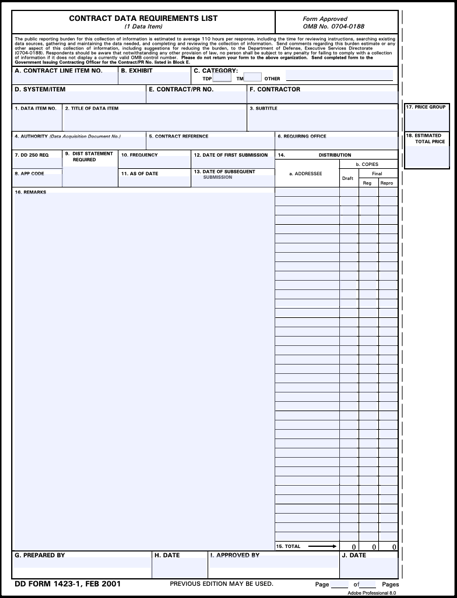 CONTRACT DATA REQUIREMENTS LIST
(1 Data Item)
Form Approved
OMB No. 0704-0188
The public reporting burden for this collection of information is estimated to average 110 hours per response, including the time for reviewing instructions, searching existing
data sources, gathering and maintaining the data needed, and completing and reviewing the collection of information. Send comments regarding this burden estimate or any
other aspect of this collection of information, including suggestions for reducing the burden, to the Department of Defense, Executive Services Directorate
(0704-0188). Respondents should be aware that notwithstanding any other provision of law, no person shall be subject to any penalty for failing to comply with a collection
of information if it does not display a currently valid OMB control number. Please do not return your form to the above organization. Send completed form to the
Government Issuing Contracting Officer for the Contract/PR No. listed in Block E.
A. CONTRACT LINE ITEM NO.
B. EXHIBIT
C. CATEGORY:
TDP TM OTHER
D. SYSTEM/ITEM
E. CONTRACT/PR NO.
F. CONTRACTOR
1. DATA ITEM NO.
2. TITLE OF DATA ITEM
3. SUBTITLE
17. PRICE GROUP
4. AUTHORITY (Data Acquisition Document No.)
5. CONTRACT REFERENCE
6. REQUIRING OFFICE
18. ESTIMATED
TOTAL PRICE
7. DD 250 REQ
9. DIST STATEMENT
REQUIRED
10. FREQUENCY
12. DATE OF FIRST SUBMISSION
14. DISTRIBUTION
b. COPIES
8. APP CODE
11. AS OF DATE
13. DATE OF SUBSEQUENT
SUBMISSION
a. ADDRESSEE
Draft
Final
Reg
Repro
16. REMARKS
15. TOTAL
0 0 0
G. PREPARED BY
H. DATE
I. APPROVED BY
J. DATE
DD FORM 1423-1, FEB 2001
PREVIOUS EDITION MAY BE USED.
Page of Pages
Adobe Professional 8.0